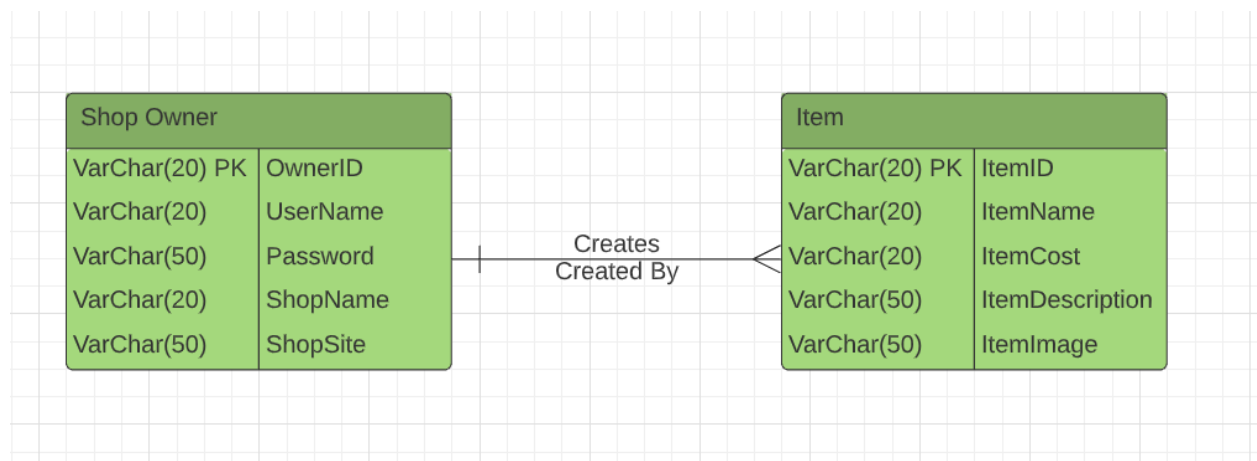 Shop Owner
VarChar(20) PK OwnerID
VarChar(20) UserName
VarChar(50) Password
VarChar(20) ShopName
VarChar(50) ShopSite
Creates
Created By
Item
VarChar(20) PK ItemID
VarChar(20) ItemName
VarChar(20) ItemCost
VarChar(50) ItemDescription
VarChar(50) ItemImage